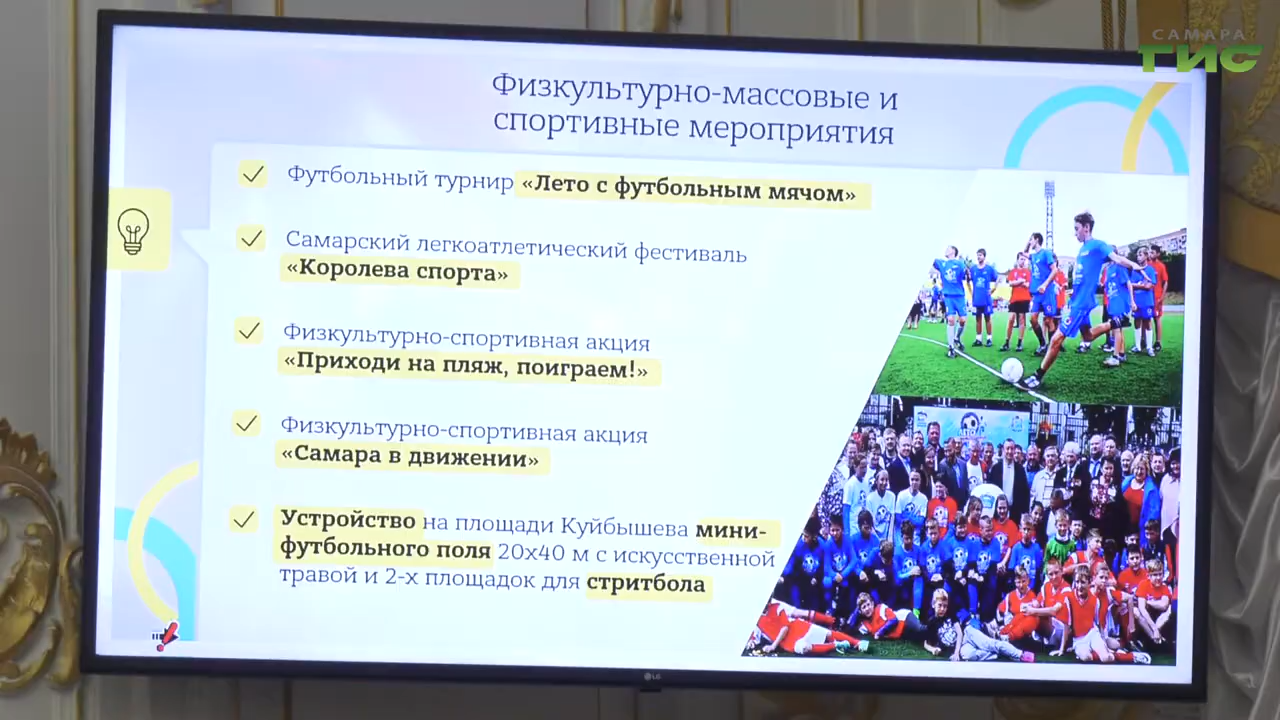 САМАРА
ГИС
Физкультурно-массовые и
спортивные мероприятия
Футбольный турнир «Лето с футбольным мячом»
Самарский легкоатлетический фестиваль
«Королева спорта»
Физкультурно-спортивная акция
«Приходи на пляж, поиграем!»
Физкультурно-спортивная акция
«Самара в движении»
Устройство на площади Куйбышева мини-
футбольного поля 20х40 м с искусственной
травой и 2-х площадок для стритбола
LG